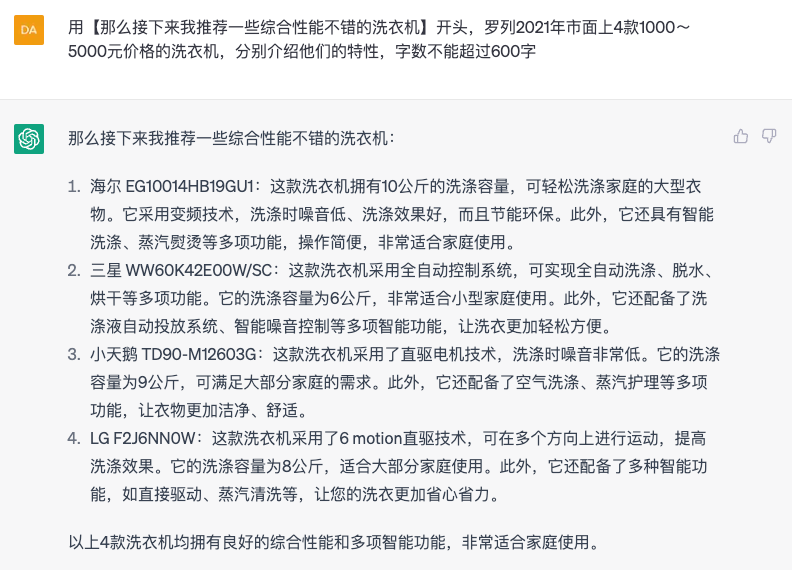 DA
用【那么接下来我推荐一些综合性能不错的洗衣机】开头，罗列2021年市面上4款1000～
5000元价格的洗衣机，分别介绍他们的特性，字数不能超过600字
那么接下来我推荐一些综合性能不错的洗衣机：
1. 海尔 EG10014HB19GU1：这款洗衣机拥有10公斤的洗涤容量，可轻松洗涤家庭的大型衣
物。它采用变频技术，洗涤时噪音低、洗涤效果好，而且节能环保。此外，它还具有智能
洗涤、蒸汽熨烫等多项功能，操作简便，非常适合家庭使用。
2. 三星 WW60K42E00W/SC：这款洗衣机采用全自动控制系统，可实现全自动洗涤、脱水、
烘干等多项功能。它的洗涤容量为6公斤，非常适合小型家庭使用。此外，它还配备了洗
涤液自动投放系统、智能噪音控制等多项智能功能，让洗衣更加轻松方便。
3. 小天鹅 TD90-M12603G：这款洗衣机采用了直驱电机技术，洗涤时噪音非常低。它的洗涤
容量为9公斤，可满足大部分家庭的需求。此外，它还配备了空气洗涤、蒸汽护理等多项
功能，让衣物更加洁净、舒适。
4. LG F2J6NN0W：这款洗衣机采用了6 motion直驱技术，可在多个方向上进行运动，提高
洗涤效果。它的洗涤容量为8公斤，适合大部分家庭使用。此外，它还配备了多种智能功
能，如直接驱动、蒸汽清洗等，让您的洗衣更加省心省力。
以上4款洗衣机均拥有良好的综合性能和多项智能功能，非常适合家庭使用。